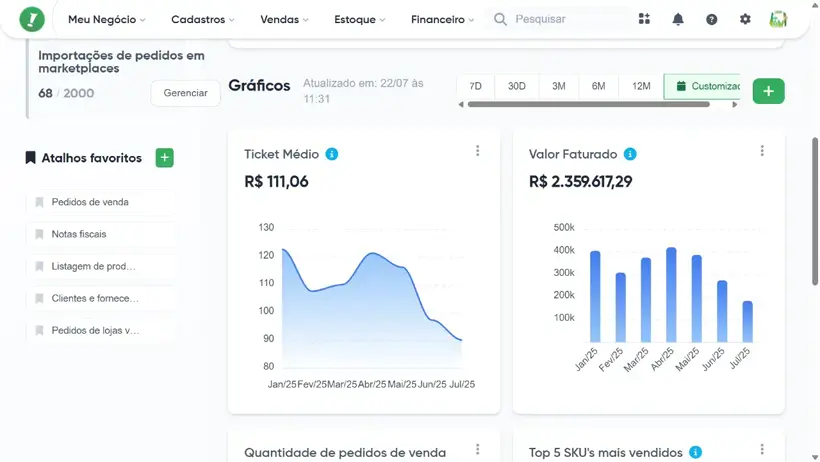 Meu Negócio
Cadastros
Vendas
Estoque
Financeiro
Pesquisar
Importações de pedidos em
marketplaces
68 / 2000
Gerenciar
Atalhos favoritos
Pedidos de venda
Notas fiscais
Listagem de prod...
Clientes e fornece...
Pedidos de lojas v...
Gráficos
Atualizado em: 22/07 às
11:31
7D
30D
3M
6M
12M
Customizad
Ticket Médio
R$ 111,06
130
120
110
100
90
80
Jan/25
Fev/25
Mar/25
Abr/25
Mai/25
Jun/25
Jul/25
Valor Faturado
R$ 2.359.617,29
500k
400k
300k
200k
100k
Jan/25
Fev/25
Mar/25
Abr/25
Mai/25
Jun/25
Jul/25
Quantidade de pedidos de venda
Top 5 SKU's mais vendidos